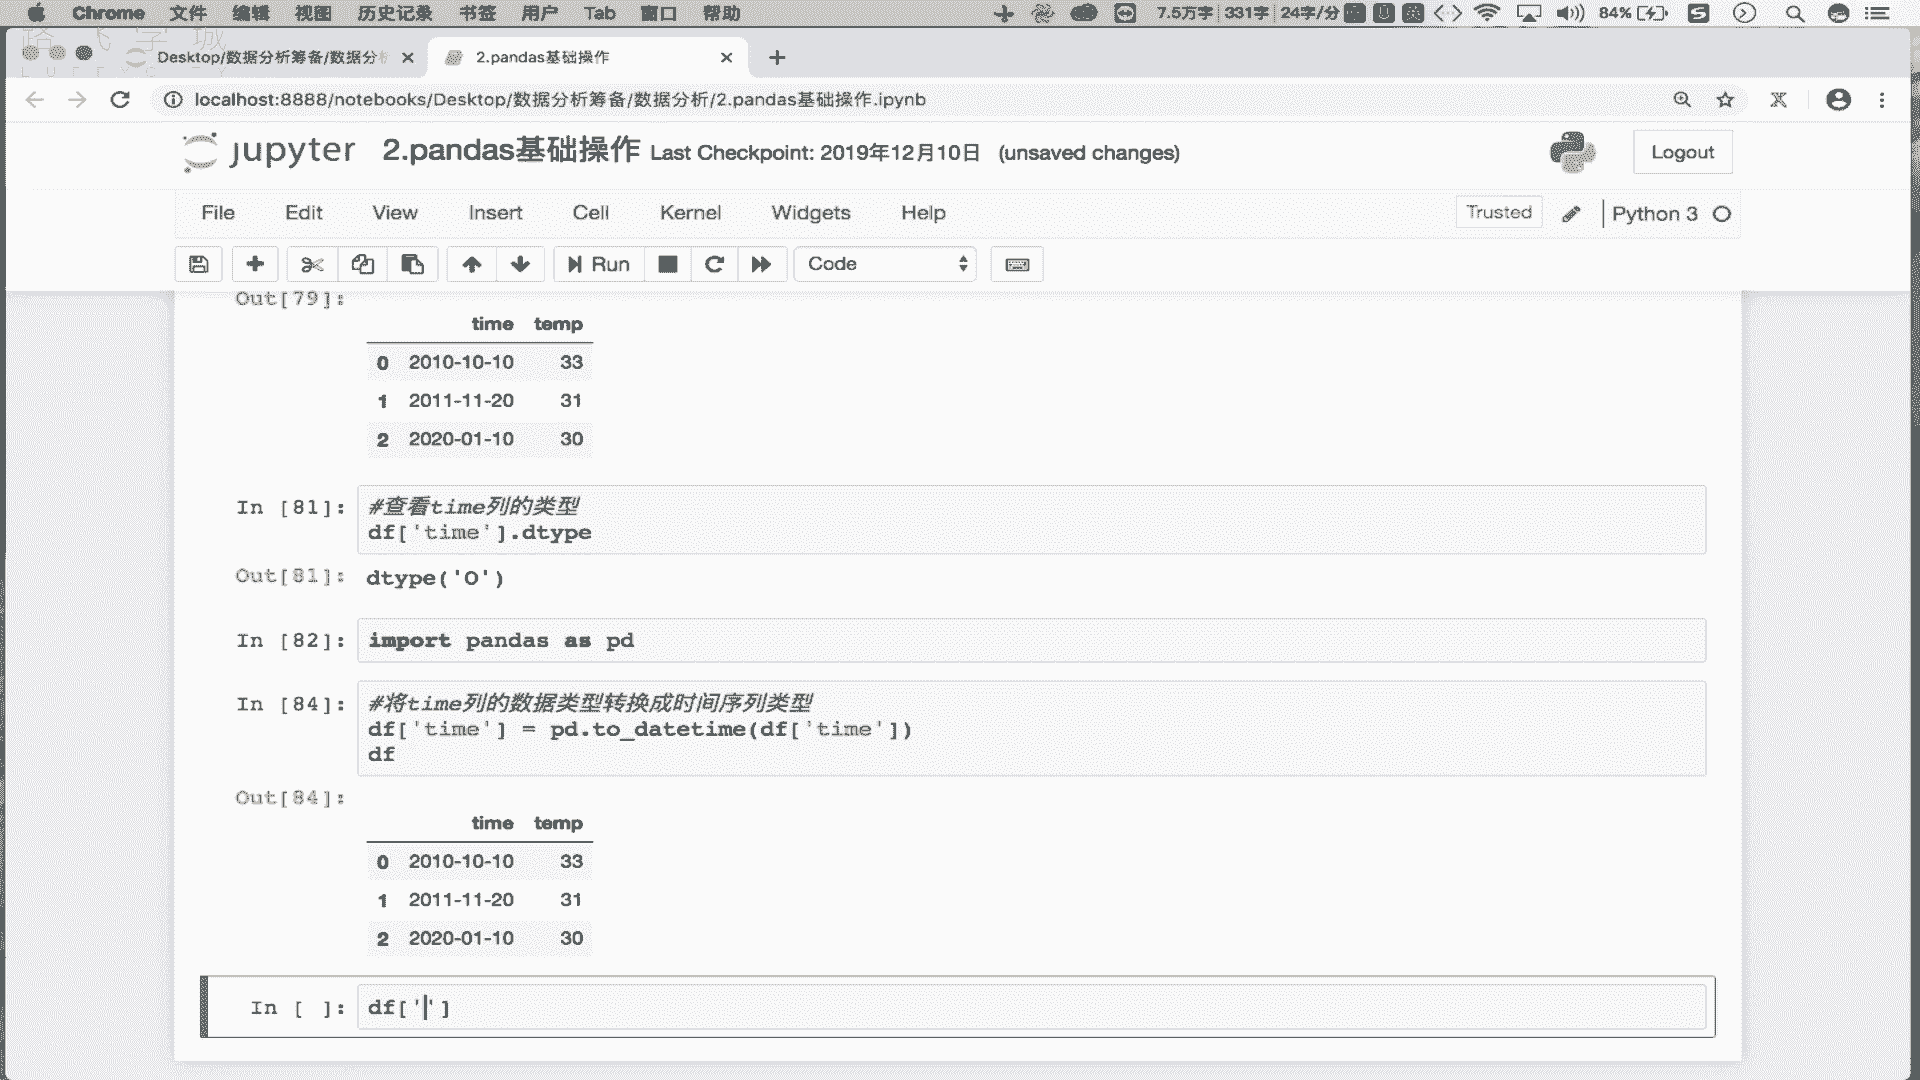 Chrome 文件 编辑 视图 历史记录 书签 用户 Tab 窗口 帮助 7.5万字 331字 24字/分 84%
路飞学城
Desktop/数据分析筹备/数据分析 2.pandas基础操作
localhost:8888/notebooks/Desktop/数据分析筹备/数据分析/2.pandas基础操作.ipynb
jupyter 2.pandas基础操作 Last Checkpoint: 2019年12月10日 (unsaved changes) Logout
File Edit View Insert Cell Kernel Widgets Help Trusted Python 3
Run Code
Out[79]:
time temp
0 2010-10-10 33
1 2011-11-20 31
2 2020-01-10 30
In [81]: #查看time列的类型
df['time'].dtype
Out[81]: dtype('O')
In [82]: import pandas as pd
In [84]: #将time列的数据类型转换成时间序列类型
df['time'] = pd.to_datetime(df['time'])
df
Out[84]:
time temp
0 2010-10-10 33
1 2011-11-20 31
2 2020-01-10 30
In [ ]: df['']